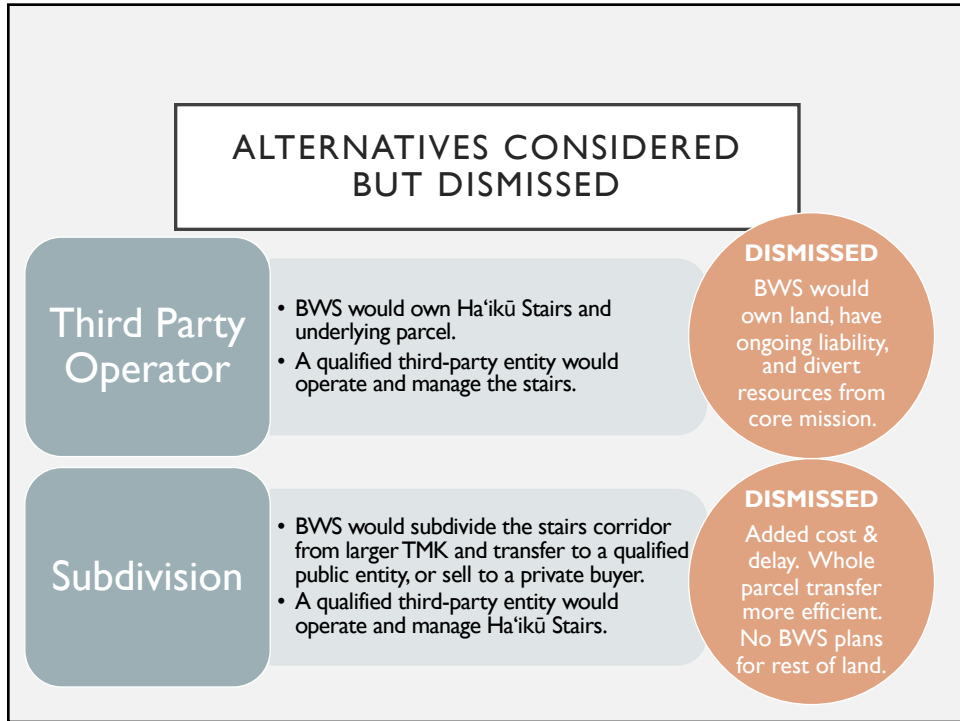 ALTERNATIVES CONSIDERED
BUT DISMISSED
Third Party
Operator
• BWS would own Haʻikū Stairs and
underlying parcel.
• A qualified third-party entity would
operate and manage the stairs.
DISMISSED
BWS would
own land, have
ongoing liability,
and divert
resources from
core mission.
Subdivision
• BWS would subdivide the stairs corridor
from larger TMK and transfer to a qualified
public entity, or sell to a private buyer.
• A qualified third-party entity would
operate and manage Haʻikū Stairs.
DISMISSED
Added cost &
delay. Whole
parcel transfer
more efficient.
No BWS plans
for rest of land.